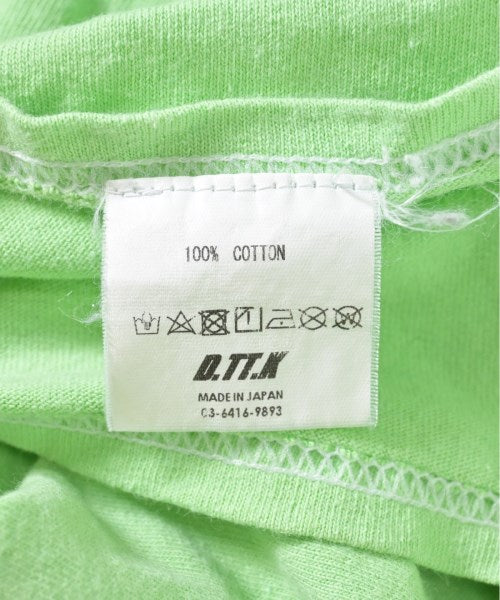 100% COTTON
D.TT.K
MADE IN JAPAN
03-6416-9893